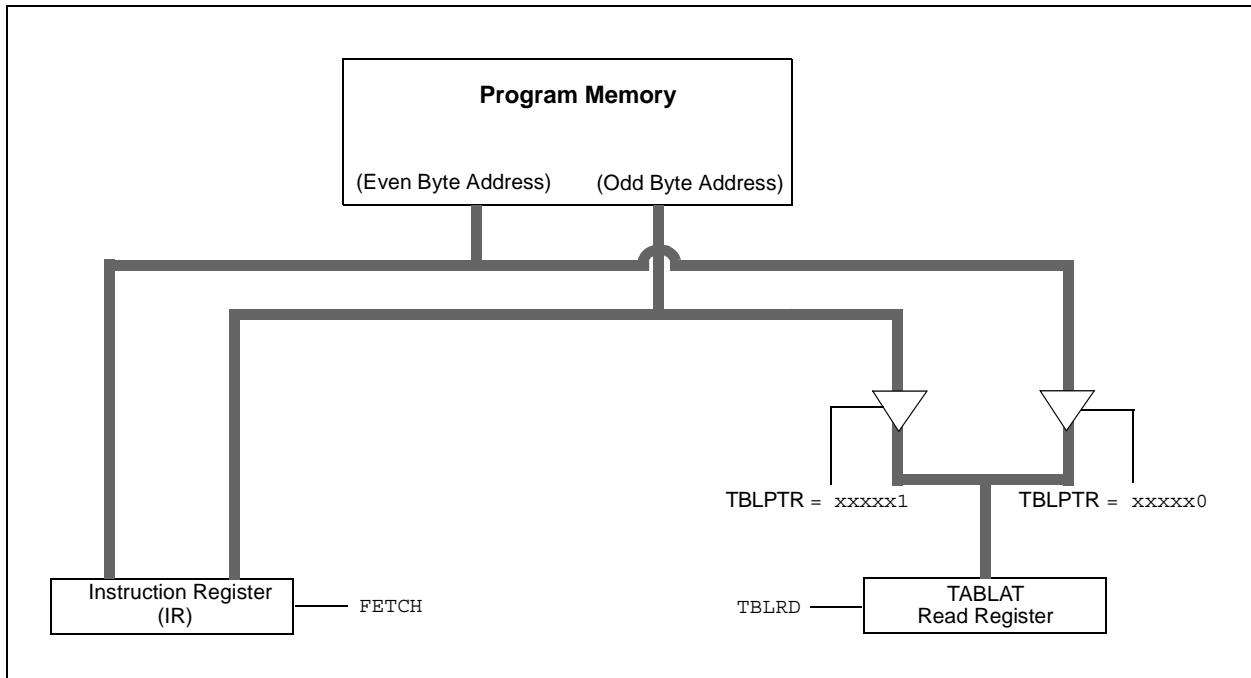 Program Memory
(Even Byte Address)
(Odd Byte Address)
TBLPTR = xxxxx1
TBLPTR = xxxxx0
Instruction Register
(IR)
FETCH
TBLRD
TABLAT
Read Register